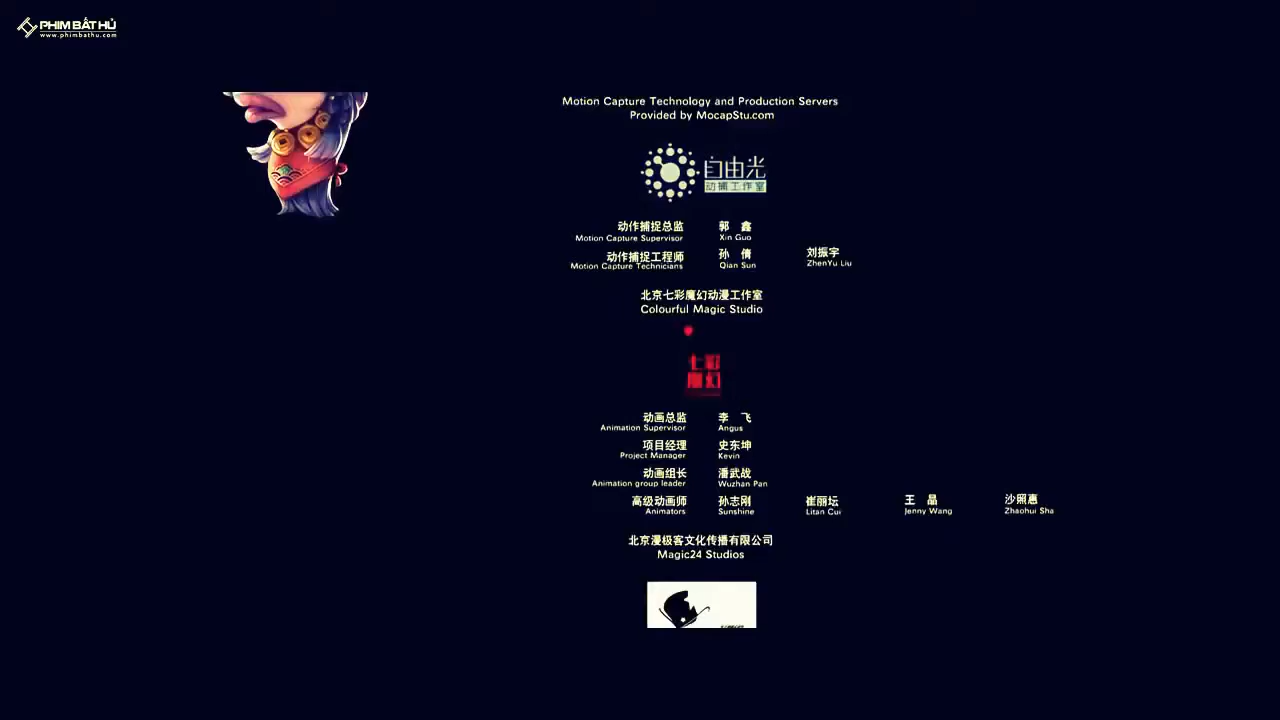 PHIM BẤT HỦ
www.phimbathu.com
Motion Capture Technology and Production Servers
Provided by MocapStu.com
自由光
动捕工作室
动作捕捉总监 郭 鑫
Motion Capture Supervisor Xin Guo
动作捕捉工程师 孙 倩 刘振宇
Motion Capture Technicians Qian Sun ZhenYu Liu
北京七彩魔幻动漫工作室
Colourful Magic Studio
七彩
魔幻
动画总监 李 飞
Animation Supervisor Angus
项目经理 史东坤
Project Manager Kevin
动画组长 潘武战
Animation group leader Wuzhan Pan
高级动画师 孙志刚 崔丽坛 王 晶 沙照惠
Animators Sunshine Litan Cui Jenny Wang Zhaohui Sha
北京漫极客文化传播有限公司
Magic24 Studios